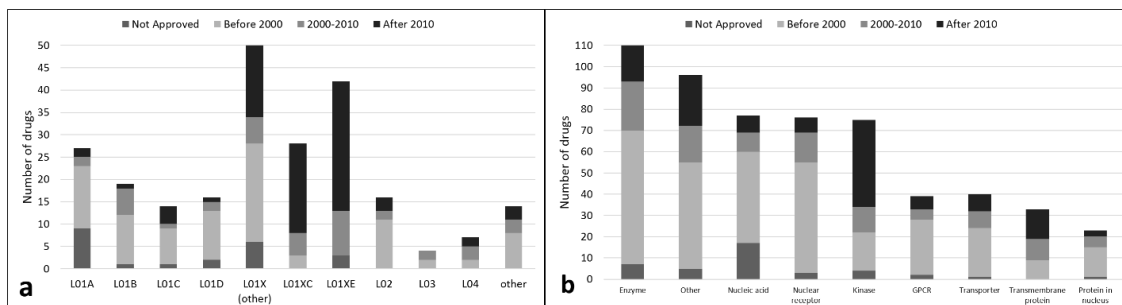 Not Approved Before 2000 2000-2010 After 2010
50
45
40
35
30
25
20
15
10
5
0
Number of drugs
L01A L01B L01C L01D L01X L01XC L01XE L02 L03 L04 other
(other)
a
Not Approved Before 2000 2000-2010 After 2010
110
100
90
80
70
60
50
40
30
20
10
0
Number of drugs
Enzyme Other Nucleic acid Nuclear Kinase GPCR Transporter Transmembrane Protein in
receptor protein nucleus
b